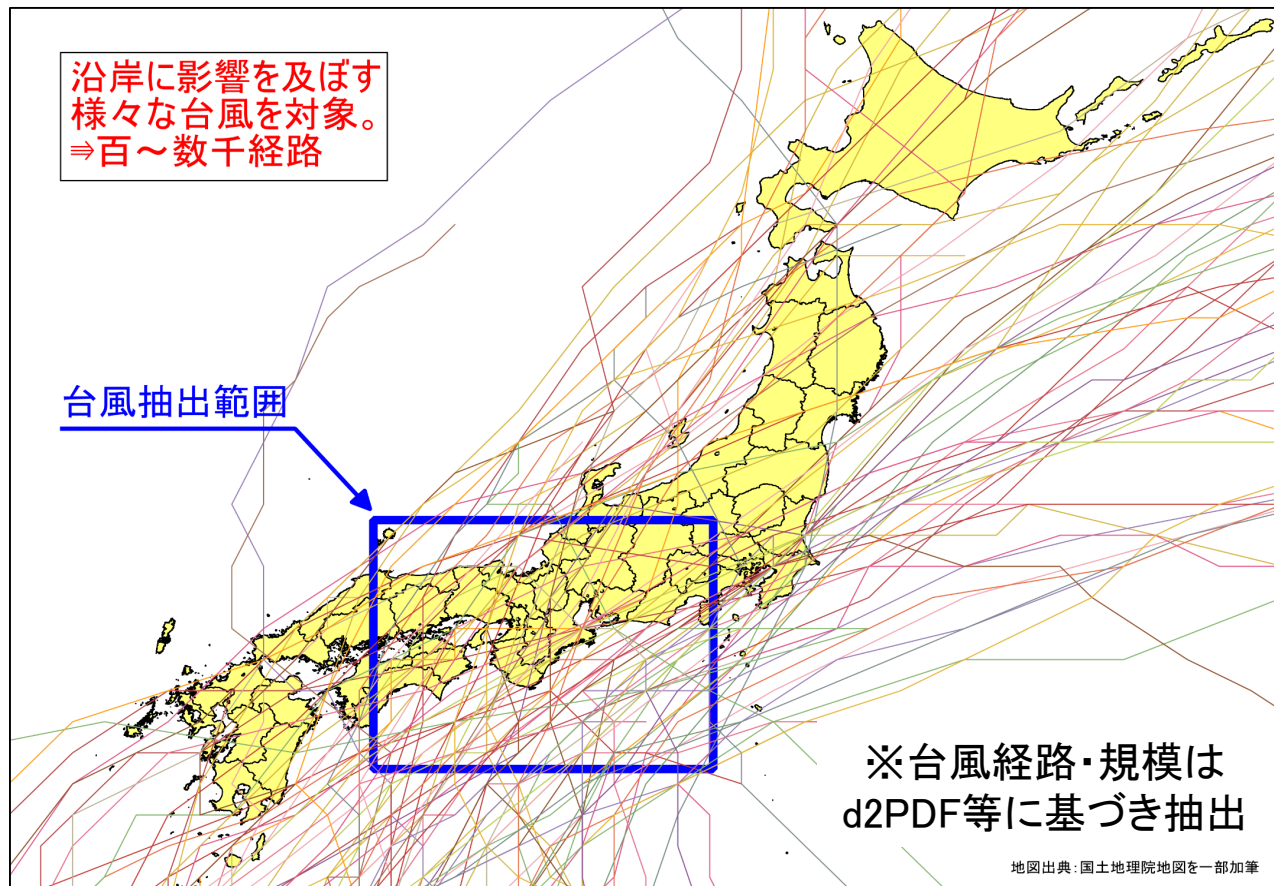 沿岸に影響を及ぼす
様々な台風を対象。
⇒百～数千経路
台風抽出範囲
※台風経路・規模は
d2PDF等に基づき抽出
地図出典：国土地理院地図を一部加筆